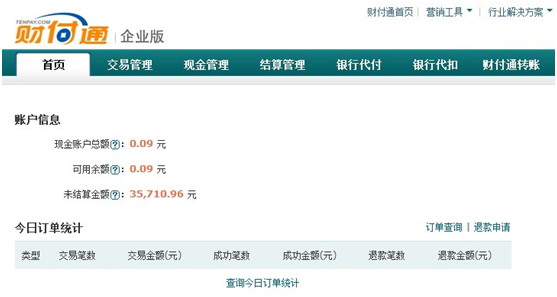 财付通首页 | 营销工具 | 行业解决方案
TENPAY.COM
财付通 | 企业版
首页 交易管理 现金管理 结算管理 银行代付 银行代扣 财付通转账
账户信息
现金账户总额?: 0.09 元
可用余额?: 0.09 元
未结算金额?: 35,710.96 元
今日订单统计 订单查询 | 退款申请
类型 交易笔数 交易金额(元) 成功笔数 成功金额(元) 退款笔数 退款金额(元)
查询今日订单统计